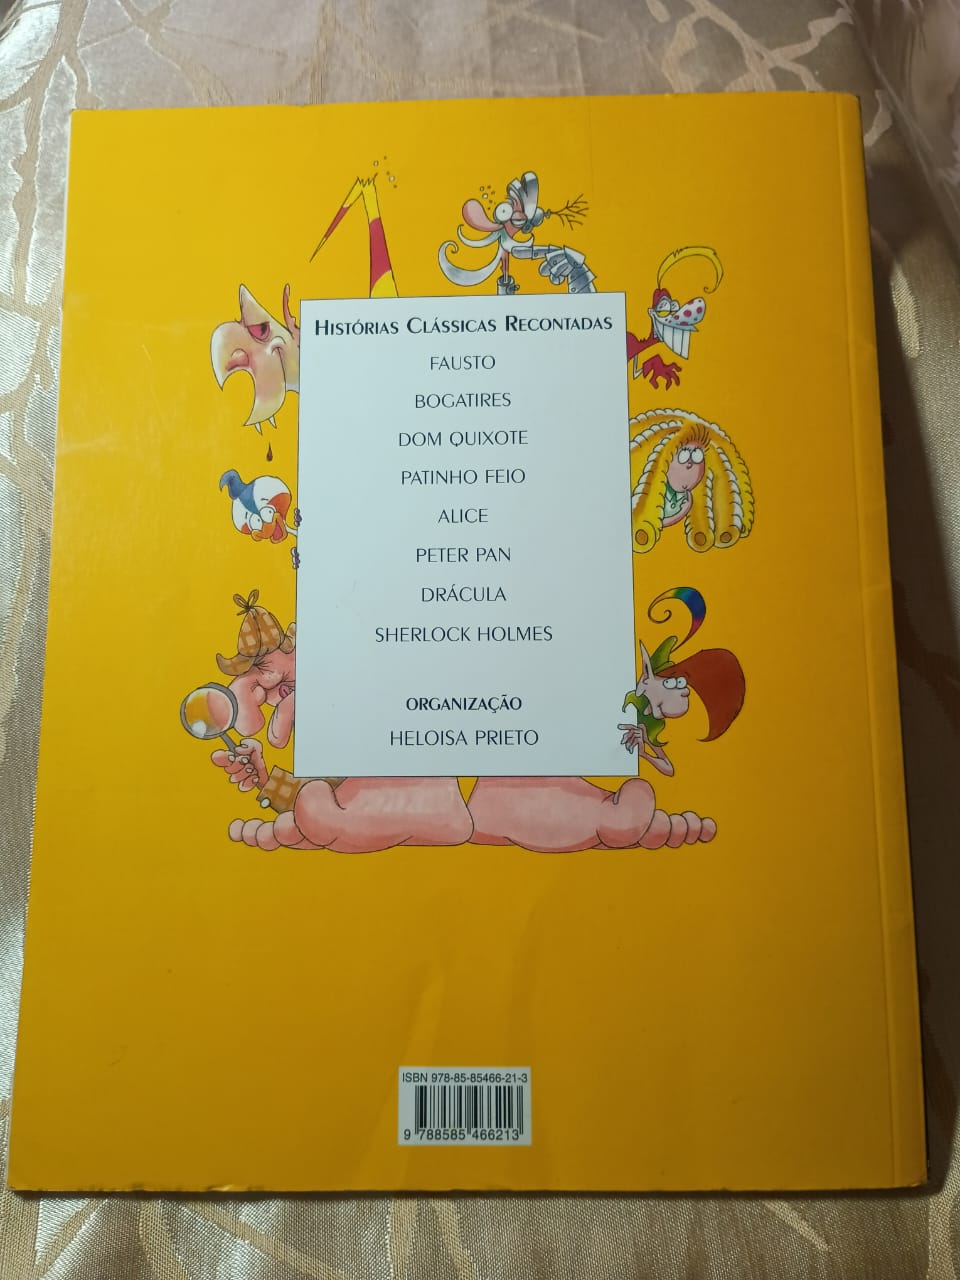 Histórias Clássicas Recontadas
FAUSTO
BOGATIRES
DOM QUIXOTE
PATINHO FEIO
ALICE
PETER PAN
DRÁCULA
SHERLOCK HOLMES
ORGANIZAÇÃO
HELOISA PRIETO
ISBN 978-85-85466-21-3
9 788585 466213